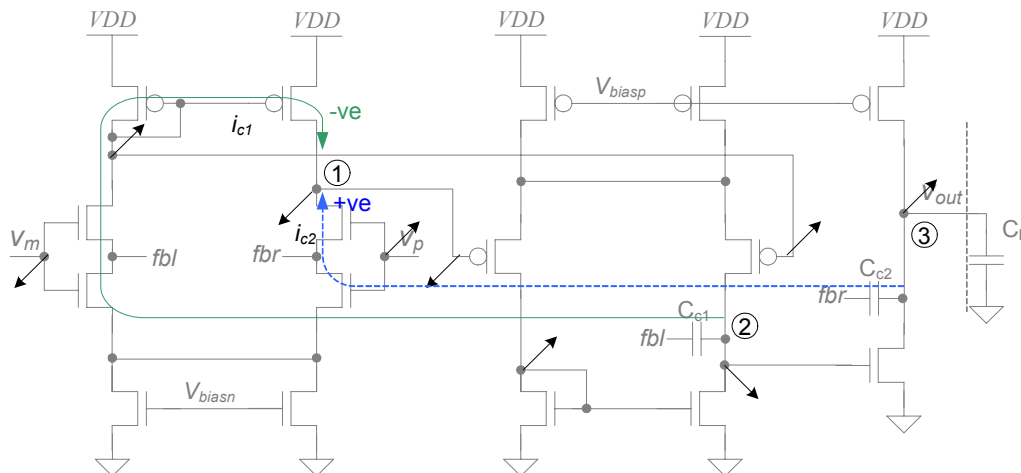 VDD VDD VDD VDD VDD
-ve
V_biasp
i_c1
1
+ve
v_m fbl fbr i_c2 v_p
v_out
3
C_c2
fbr
C_c1
2
fbl
V_biasn